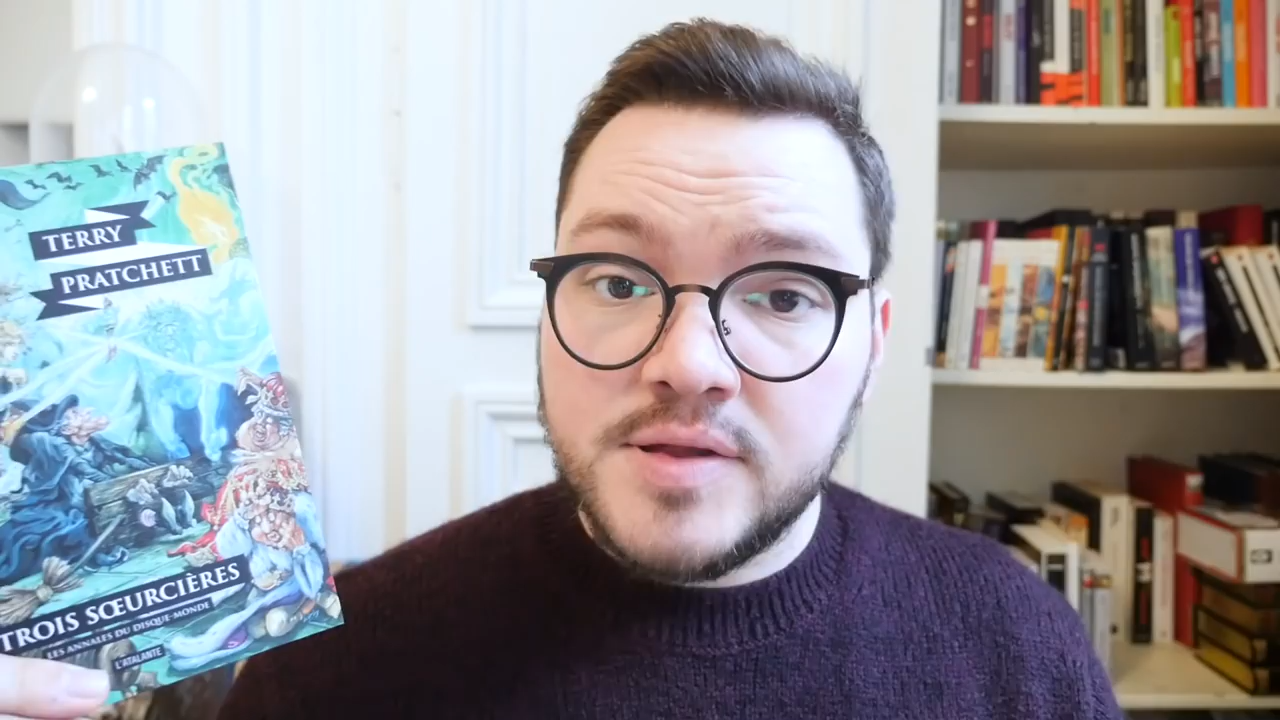 TERRY
PRATCHETT
TROIS SŒURCIÈRES
LES ANNALES DU DISQUE-MONDE
L'ATALANTE